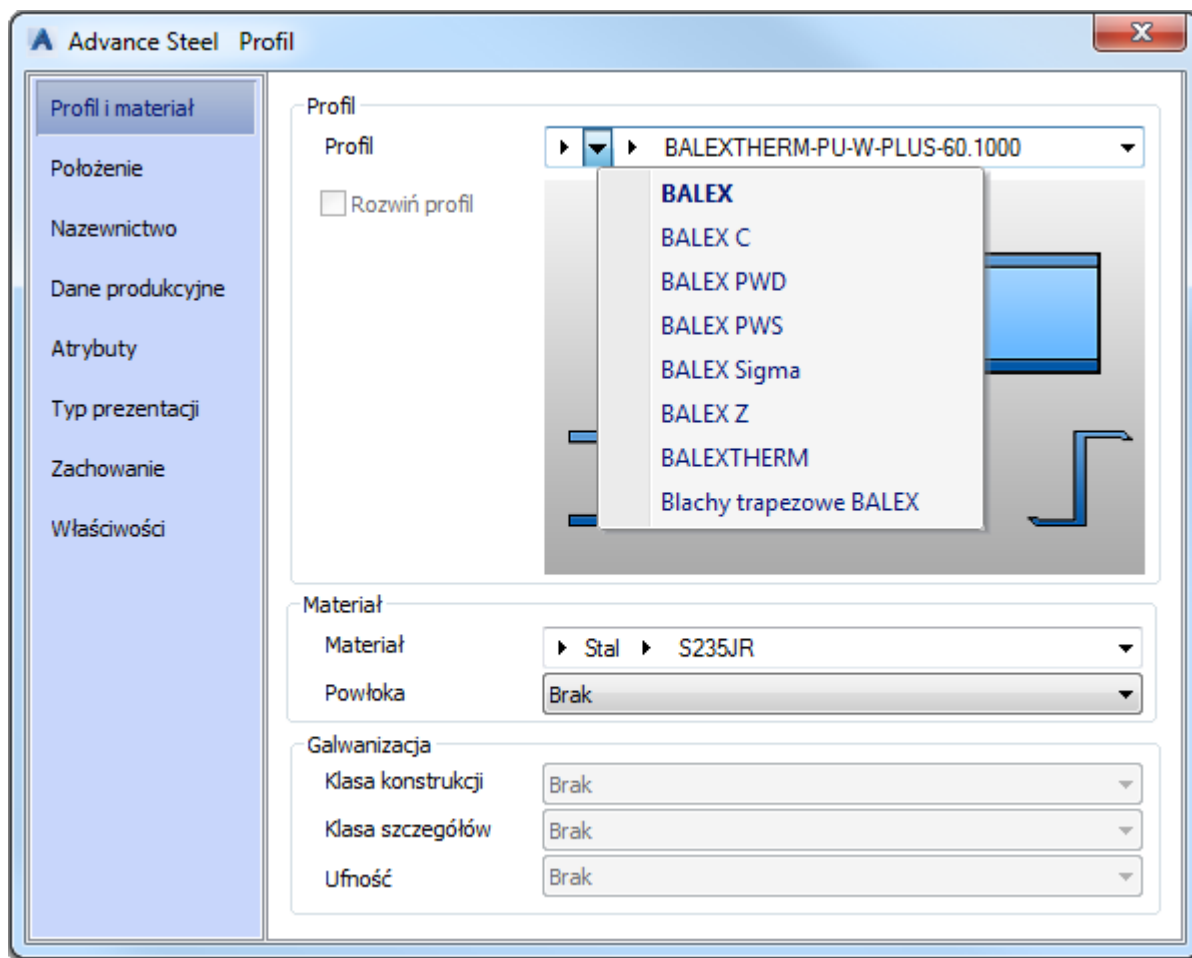 Advance Steel Profil
Profil i materiał
Położenie
Nazewnictwo
Dane produkcyjne
Atrybuty
Typ prezentacji
Zachowanie
Właściwości
Profil
Profil
BALEXTHERM-PU-W-PLUS-60.1000
Rozwiń profil
BALEX
BALEX C
BALEX PWD
BALEX PWS
BALEX Sigma
BALEX Z
BALEXTHERM
Blachy trapezowe BALEX
Materiał
Materiał
Stal S235JR
Powłoka
Brak
Galwanizacja
Klasa konstrukcji
Brak
Klasa szczegółów
Brak
Ufność
Brak